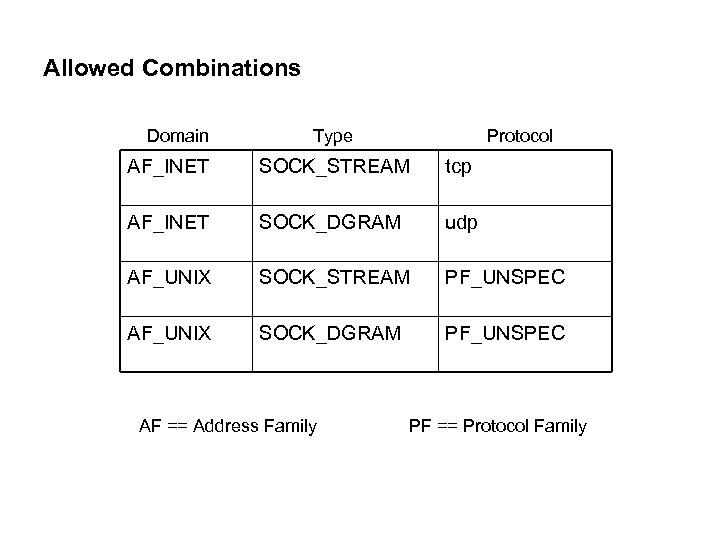 Allowed Combinations
Domain Type Protocol
AF_INET SOCK_STREAM tcp
AF_INET SOCK_DGRAM udp
AF_UNIX SOCK_STREAM PF_UNSPEC
AF_UNIX SOCK_DGRAM PF_UNSPEC
AF == Address Family PF == Protocol Family